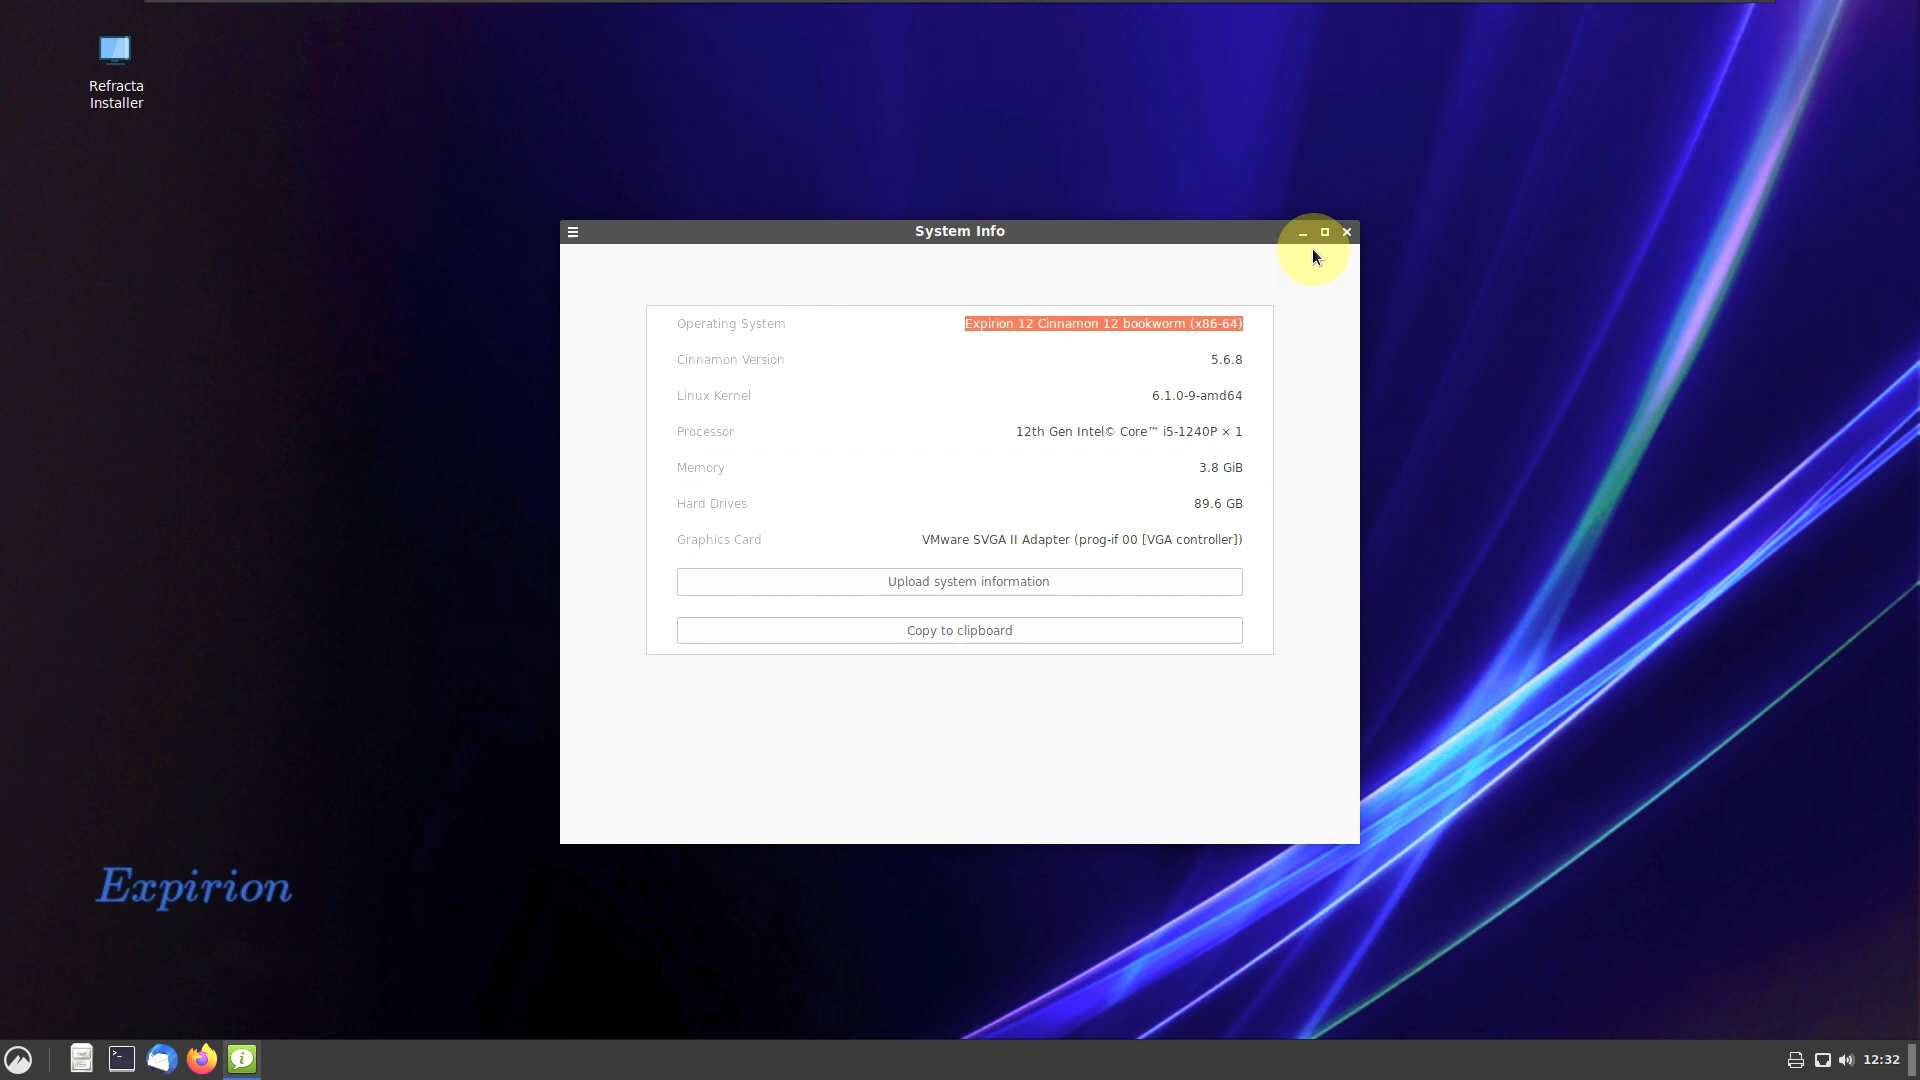 Refracta
Installer
System Info
Operating System Expirion 12 Cinnamon 12 bookworm (x86-64)
Cinnamon Version 5.6.8
Linux Kernel 6.1.0-9-amd64
Processor 12th Gen Intel© Core™ i5-1240P × 1
Memory 3.8 GiB
Hard Drives 89.6 GB
Graphics Card VMware SVGA II Adapter (prog-if 00 [VGA controller])
Upload system information
Copy to clipboard
Expirion
12:32